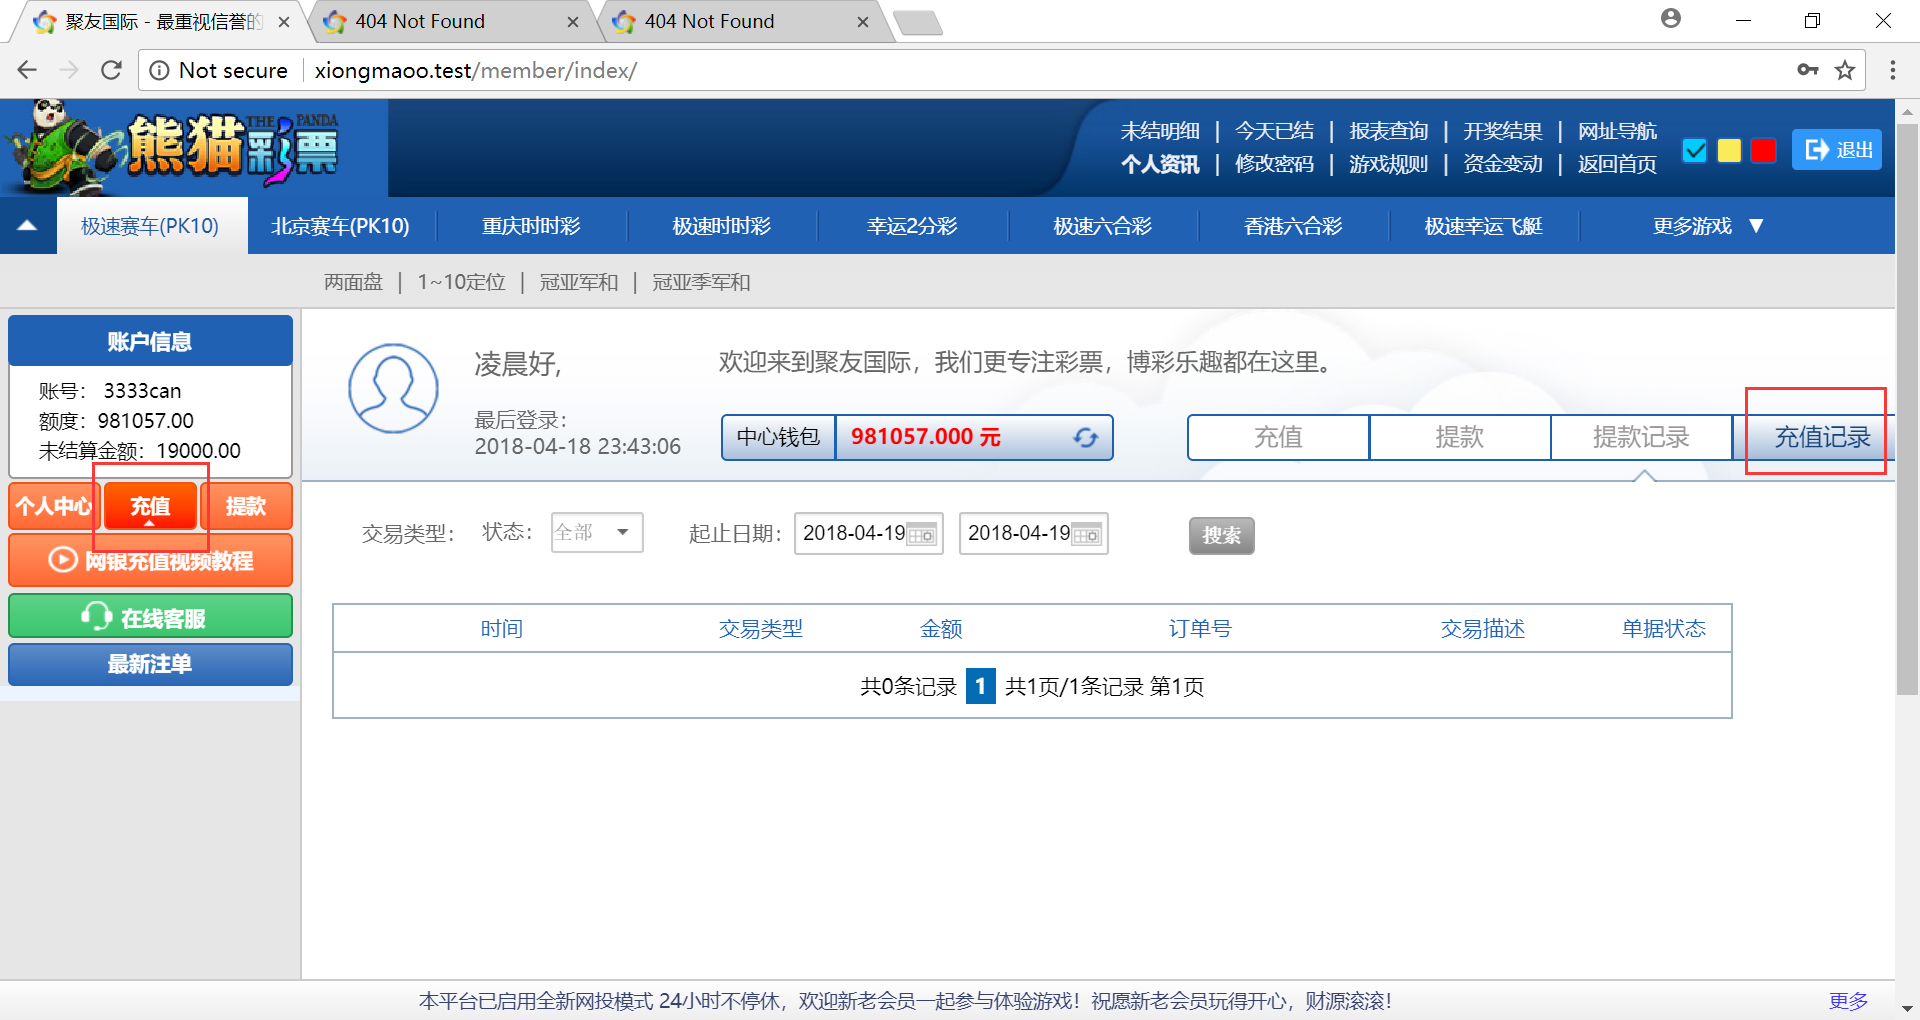 聚友国际 - 最重视信誉的
404 Not Found
404 Not Found
Not secure
xiongmaoo.test/member/index/
熊猫彩票
THE PANDA
未结明细 | 今天已结 | 报表查询 | 开奖结果 | 网址导航
个人资讯 | 修改密码 | 游戏规则 | 资金变动 | 返回首页
退出
极速赛车(PK10)
北京赛车(PK10)
重庆时时彩
极速时时彩
幸运2分彩
极速六合彩
香港六合彩
极速幸运飞艇
更多游戏 ▼
两面盘 | 1~10定位 | 冠亚军和 | 冠亚季军和
账户信息
账号： 3333can
额度：981057.00
未结算金额：19000.00
个人中心
充值
提款
网银充值视频教程
在线客服
最新注单
凌晨好,
欢迎来到聚友国际，我们更专注彩票，博彩乐趣都在这里。
最后登录：
2018-04-18 23:43:06
中心钱包
981057.000 元
充值
提款
提款记录
充值记录
交易类型：
状态：
全部
起止日期：
2018-04-19
2018-04-19
搜索
时间
交易类型
金额
订单号
交易描述
单据状态
共0条记录 1 共1页/1条记录 第1页
本平台已启用全新网投模式 24小时不停休，欢迎新老会员一起参与体验游戏！祝愿新老会员玩得开心，财源滚滚！
更多